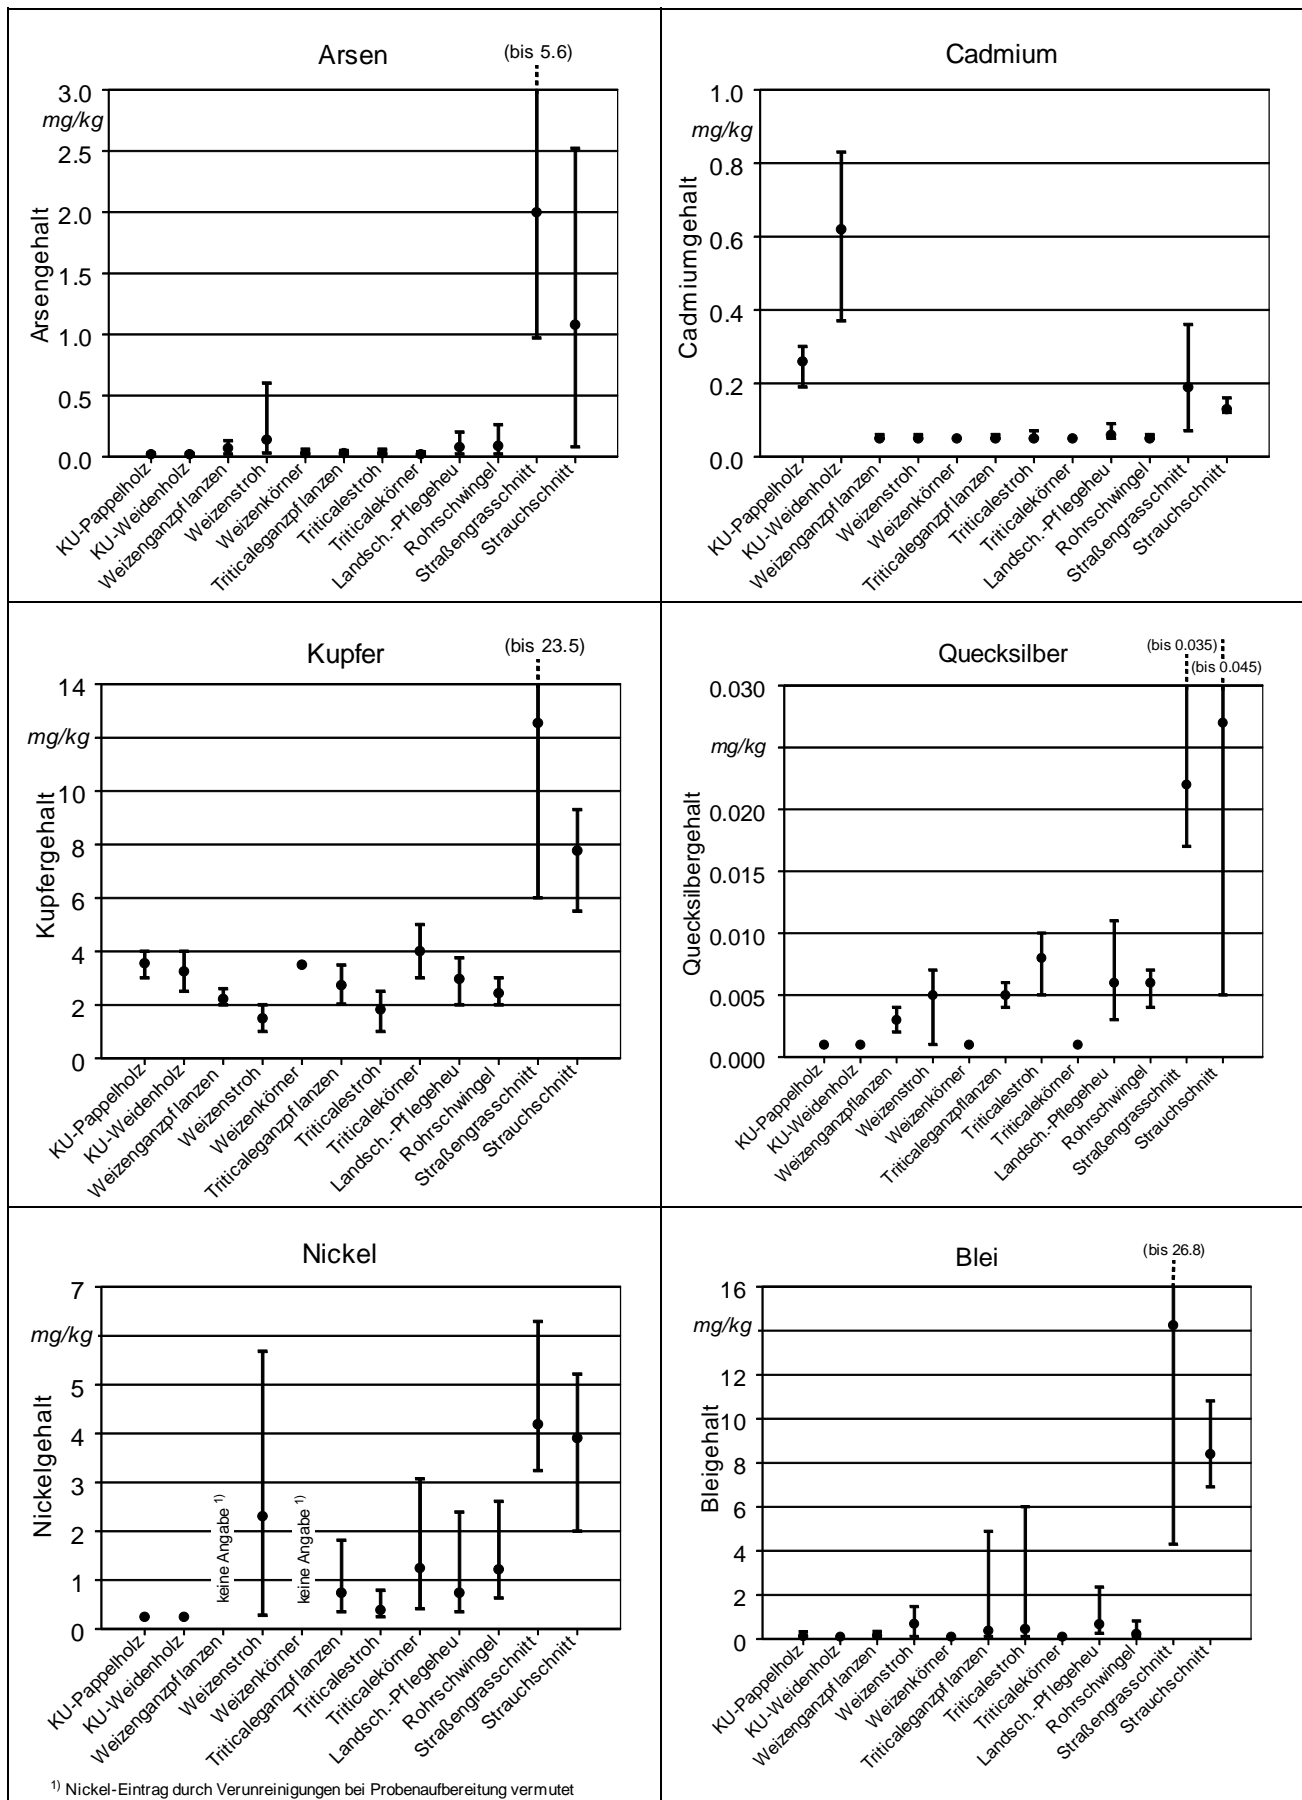 Arsen
(bis 5.6)
3.0
mg/kg
2.5
2.0
1.5
1.0
0.5
0.0
Arsengehalt
KU-Pappelholz
KU-Weidenholz
Weizenganzpflanzen
Weizenstroh
Weizenkörner
Triticaleganzpflanzen
Triticalestroh
Triticalekörner
Landsch.-Pflegeheu
Rohrschwingel
Straßengrasschnitt
Strauchschnitt
Cadmium
1.0
mg/kg
0.8
0.6
0.4
0.2
0.0
Cadmiumgehalt
KU-Pappelholz
KU-Weidenholz
Weizenganzpflanzen
Weizenstroh
Weizenkörner
Triticaleganzpflanzen
Triticalestroh
Triticalekörner
Landsch.-Pflegeheu
Rohrschwingel
Straßengrasschnitt
Strauchschnitt
Kupfer
(bis 23.5)
14
mg/kg
10
8
6
4
2
0
Kupfergehalt
KU-Pappelholz
KU-Weidenholz
Weizenganzpflanzen
Weizenstroh
Weizenkörner
Triticaleganzpflanzen
Triticalestroh
Triticalekörner
Landsch.-Pflegeheu
Rohrschwingel
Straßengrasschnitt
Strauchschnitt
Quecksilber
(bis 0.035)
(bis 0.045)
0.030
mg/kg
0.020
0.015
0.010
0.005
0.000
Quecksilbergehalt
KU-Pappelholz
KU-Weidenholz
Weizenganzpflanzen
Weizenstroh
Weizenkörner
Triticaleganzpflanzen
Triticalestroh
Triticalekörner
Landsch.-Pflegeheu
Rohrschwingel
Straßengrasschnitt
Strauchschnitt
Nickel
7
mg/kg
5
4
3
2
1
0
Nickelgehalt
keine Angabe 1)
keine Angabe 1)
KU-Pappelholz
KU-Weidenholz
Weizenganzpflanzen
Weizenstroh
Weizenkörner
Triticaleganzpflanzen
Triticalestroh
Triticalekörner
Landsch.-Pflegeheu
Rohrschwingel
Straßengrasschnitt
Strauchschnitt
1) Nickel-Eintrag durch Verunreinigungen bei Probenaufbereitung vermutet
Blei
(bis 26.8)
16
mg/kg
12
10
8
6
4
2
0
Bleigehalt
KU-Pappelholz
KU-Weidenholz
Weizenganzpflanzen
Weizenstroh
Weizenkörner
Triticaleganzpflanzen
Triticalestroh
Triticalekörner
Landsch.-Pflegeheu
Rohrschwingel
Straßengrasschnitt
Strauchschnitt